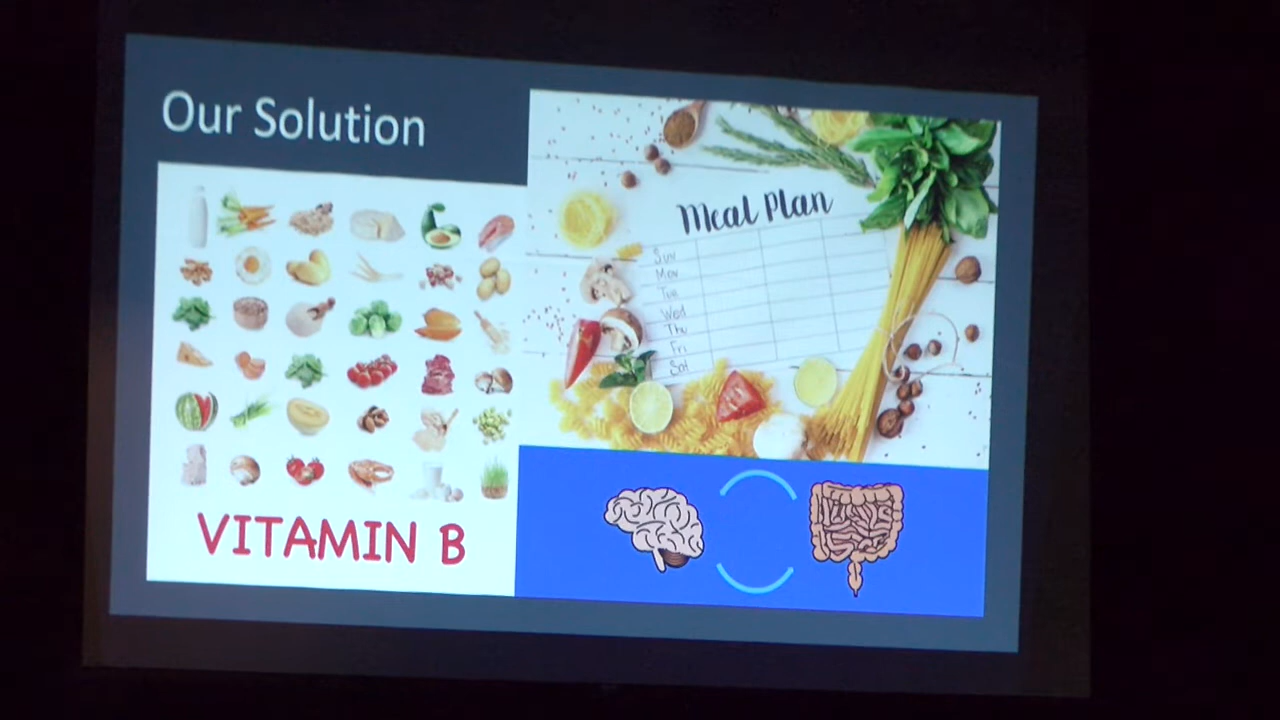 Our Solution
Meal Plan
Sun
Mon
Tue
Wed
Thu
Fri
Sat
VITAMIN B